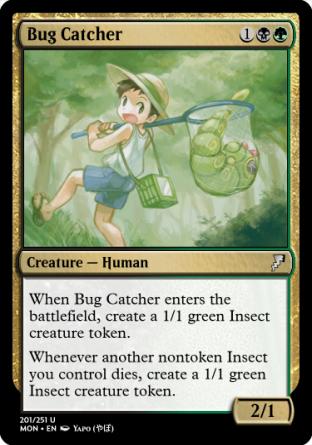 Bug Catcher 1
Creature — Human
When Bug Catcher enters the
battlefield, create a 1/1 green Insect
creature token.
Whenever another nontoken Insect
you control dies, create a 1/1 green
Insect creature token.
2/1
201/251 U
MON • EN YAPO (やぽ)